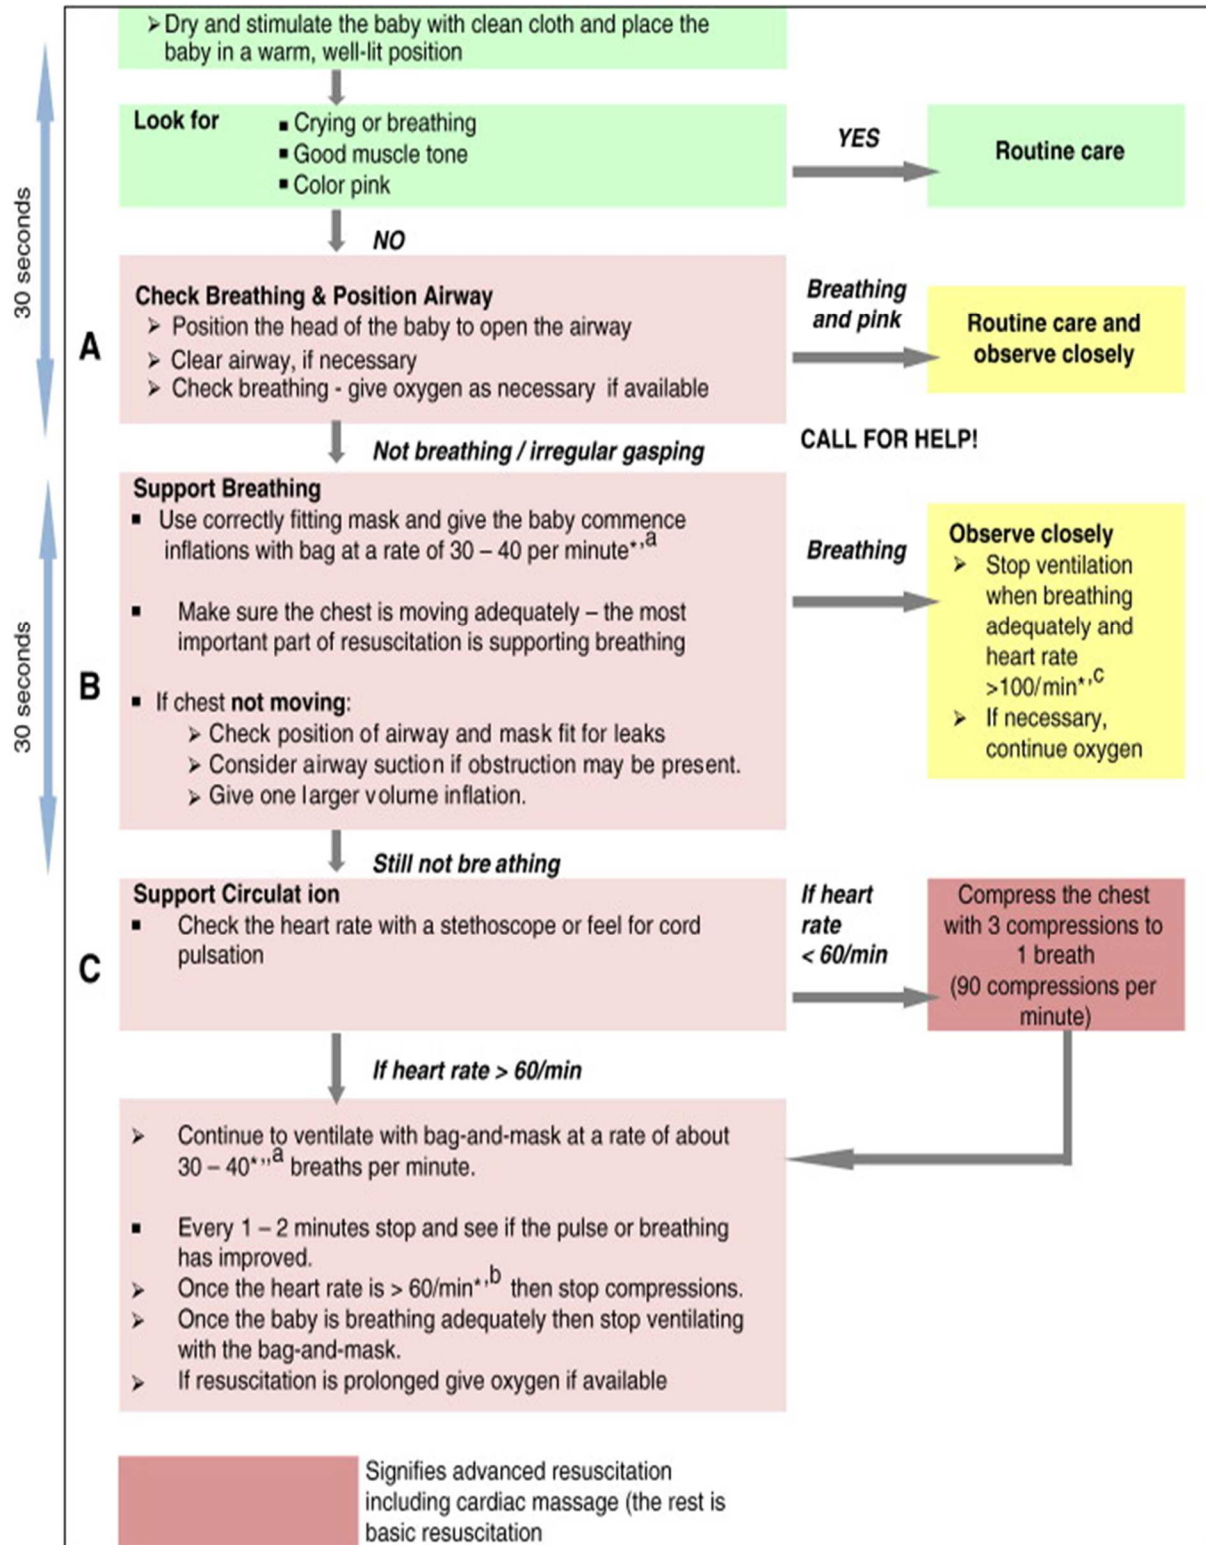 ➢ Dry and stimulate the baby with clean cloth and place the
baby in a warm, well-lit position
Look for
▪ Crying or breathing
▪ Good muscle tone
▪ Color pink
YES
Routine care
30 seconds
NO
A
Check Breathing & Position Airway
➢ Position the head of the baby to open the airway
➢ Clear airway, if necessary
➢ Check breathing - give oxygen as necessary if available
Breathing
and pink
Routine care and
observe closely
Not breathing / irregular gasping
CALL FOR HELP!
30 seconds
B
Support Breathing
▪ Use correctly fitting mask and give the baby commence
inflations with bag at a rate of 30 – 40 per minute*,a
▪ Make sure the chest is moving adequately – the most
important part of resuscitation is supporting breathing
▪ If chest not moving:
➢ Check position of airway and mask fit for leaks
➢ Consider airway suction if obstruction may be present.
➢ Give one larger volume inflation.
Breathing
Observe closely
➢ Stop ventilation
when breathing
adequately and
heart rate
>100/min*,c
➢ If necessary,
continue oxygen
Still not bre athing
C
Support Circulat ion
▪ Check the heart rate with a stethoscope or feel for cord
pulsation
If heart
rate
< 60/min
Compress the chest
with 3 compressions to
1 breath
(90 compressions per
minute)
If heart rate > 60/min
➢ Continue to ventilate with bag-and-mask at a rate of about
30 – 40*,,a breaths per minute.
▪ Every 1 – 2 minutes stop and see if the pulse or breathing
has improved.
➢ Once the heart rate is > 60/min*,b then stop compressions.
➢ Once the baby is breathing adequately then stop ventilating
with the bag-and-mask.
➢ If resuscitation is prolonged give oxygen if available
Signifies advanced resuscitation
including cardiac massage (the rest is
basic resuscitation